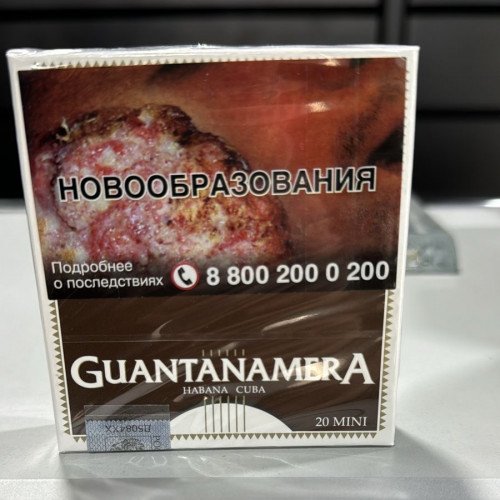 НОВООБРАЗОВАНИЯ
Подробнее
о последствиях
8 800 200 0 200
GUANTANAMERA
HABANA CUBA
20 MINI